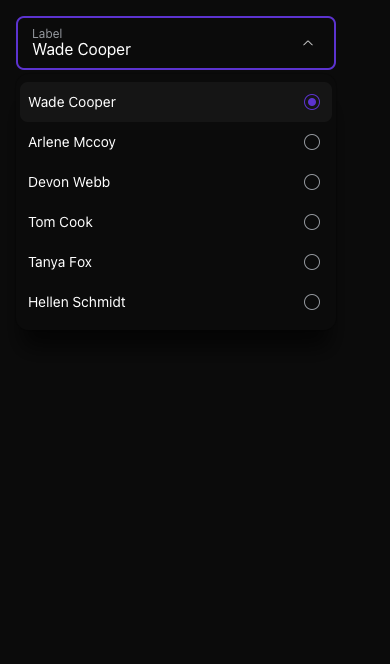 Label
Wade Cooper
Wade Cooper
Arlene Mccoy
Devon Webb
Tom Cook
Tanya Fox
Hellen Schmidt